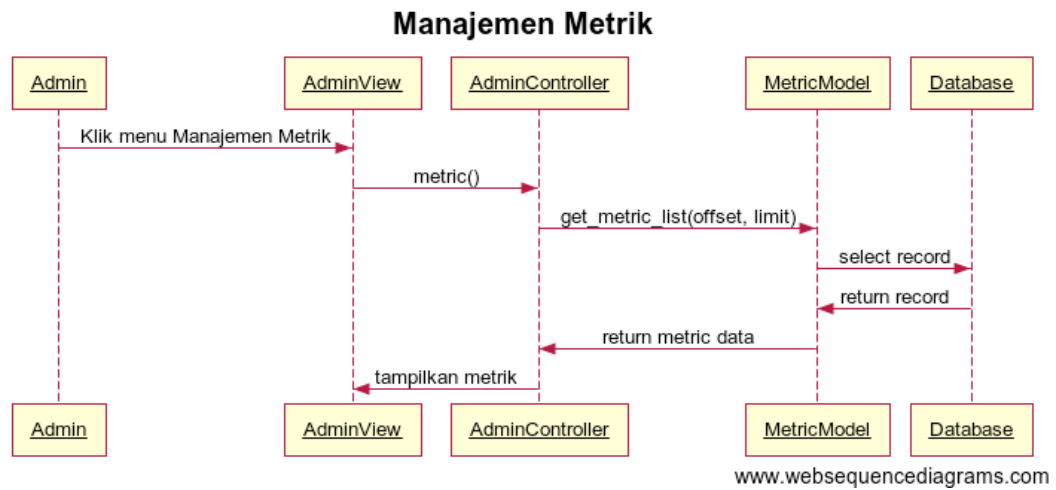 Manajemen Metrik
Admin AdminView AdminController MetricModel Database
Klik menu Manajemen Metrik
metric()
get_metric_list(offset, limit)
select record
return record
return metric data
tampilkan metrik
Admin AdminView AdminController MetricModel Database
www.websequencediagrams.com